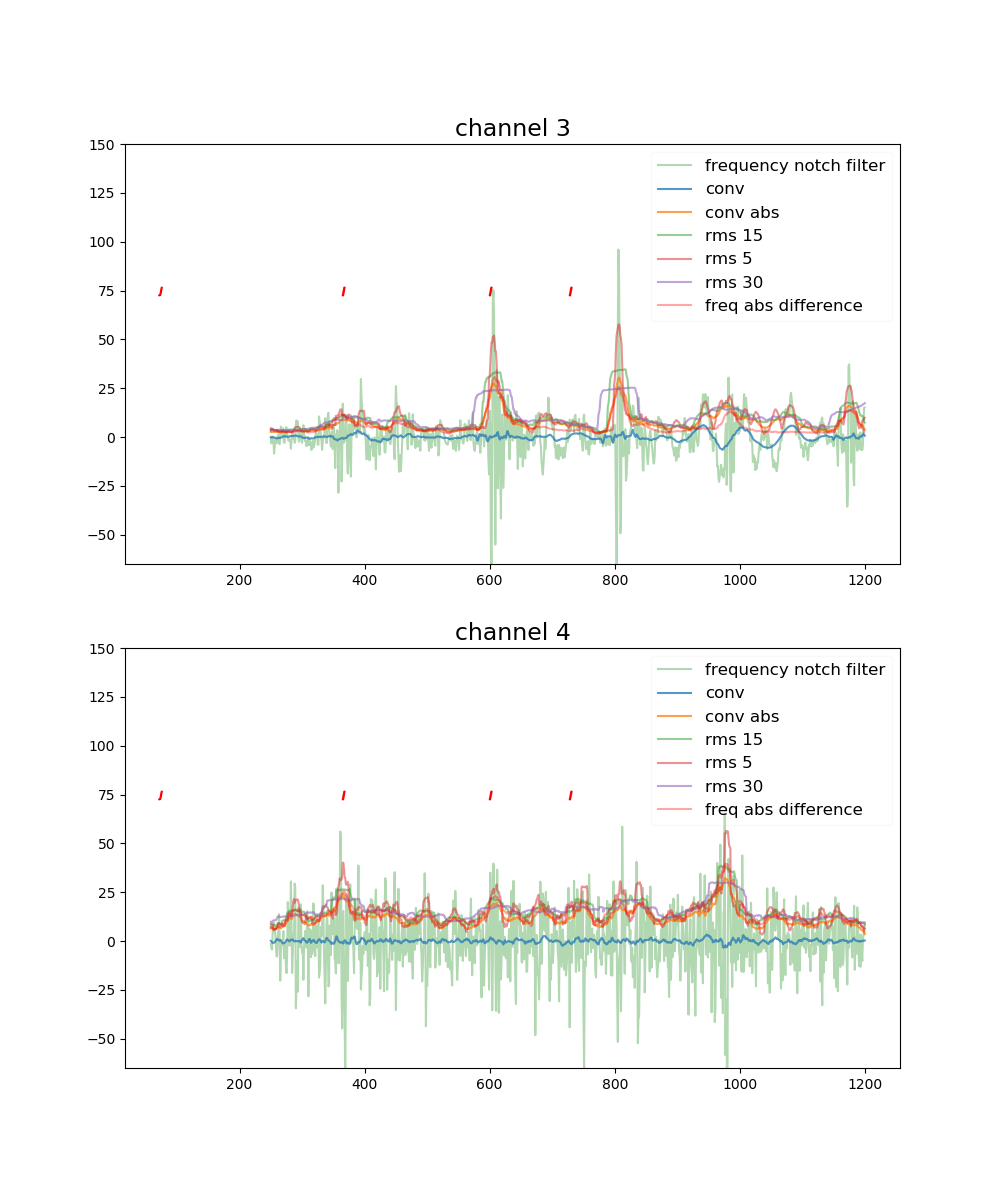 channel 3
150
125
100
75
50
25
0
−25
−50
frequency notch filter
conv
conv abs
rms 15
rms 5
rms 30
freq abs difference
200 400 600 800 1000 1200
channel 4
150
125
100
75
50
25
0
−25
−50
frequency notch filter
conv
conv abs
rms 15
rms 5
rms 30
freq abs difference
200 400 600 800 1000 1200